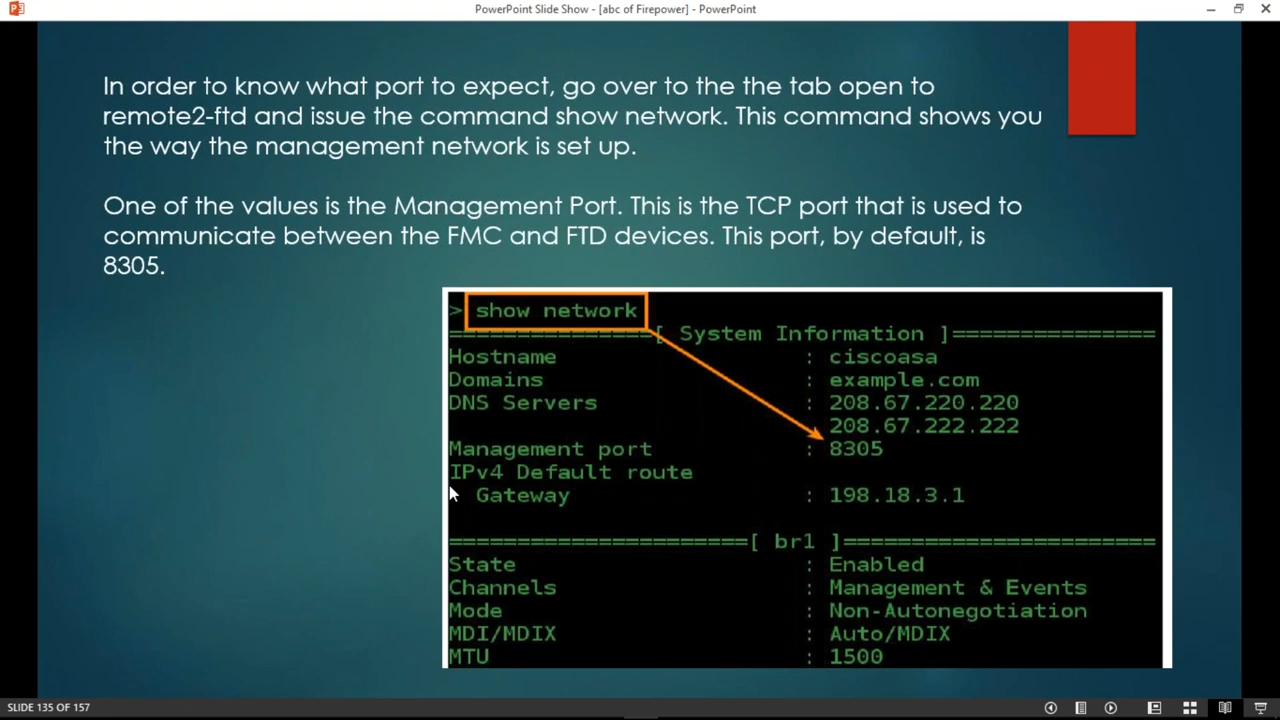 PowerPoint Slide Show - [abc of Firepower] - PowerPoint
In order to know what port to expect, go over to the the tab open to
remote2-ftd and issue the command show network. This command shows you
the way the management network is set up.
One of the values is the Management Port. This is the TCP port that is used to
communicate between the FMC and FTD devices. This port, by default, is
8305.
> show network
===============[ System Information ]===============
Hostname : ciscoasa
Domains : example.com
DNS Servers : 208.67.220.220
208.67.222.222
Management port : 8305
IPv4 Default route
Gateway : 198.18.3.1
======================[ br1 ]=======================
State : Enabled
Channels : Management & Events
Mode : Non-Autonegotiation
MDI/MDIX : Auto/MDIX
MTU : 1500
SLIDE 135 OF 157